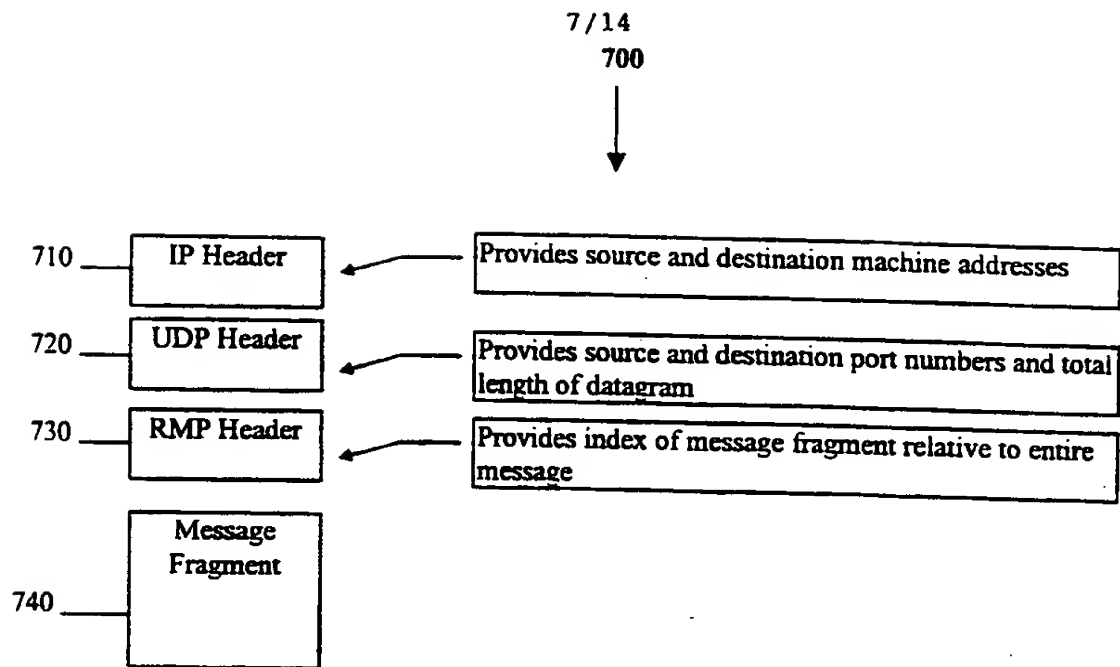 7/14
700
710
IP Header
Provides source and destination machine addresses
720
UDP Header
Provides source and destination port numbers and total
length of datagram
730
RMP Header
Provides index of message fragment relative to entire
message
Message
Fragment
740